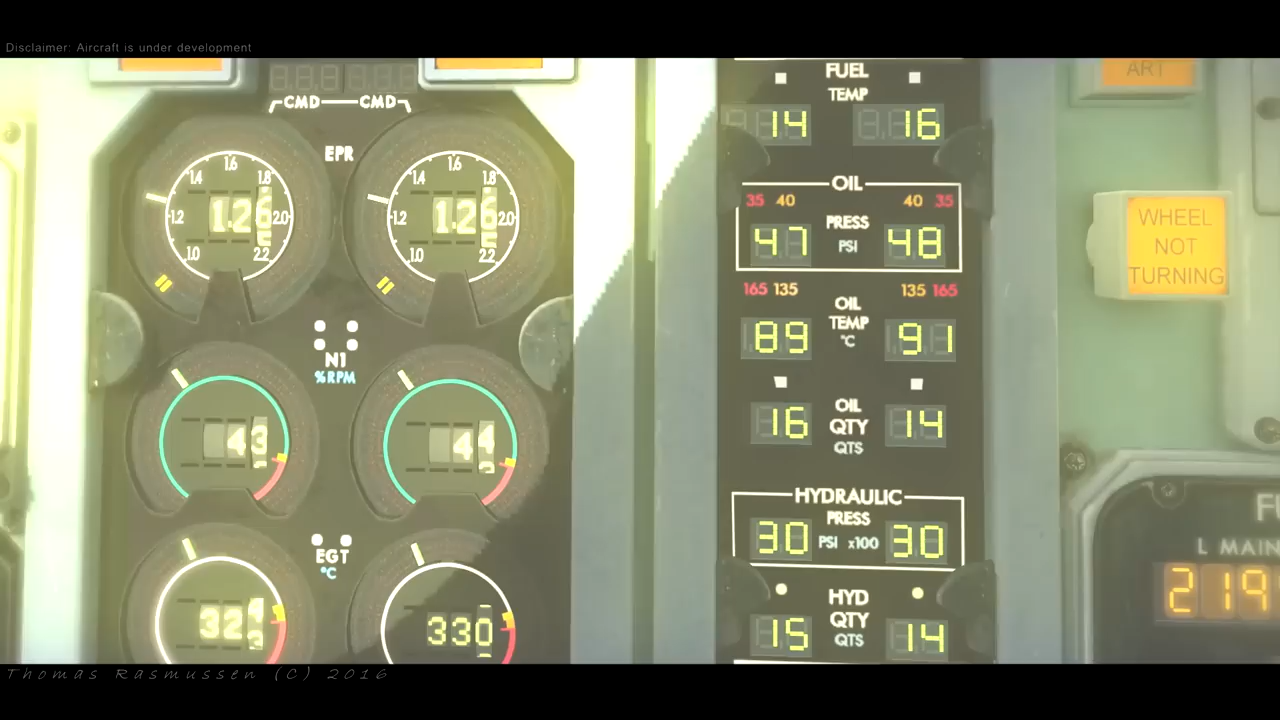 Disclaimer: Aircraft is under development
CMD CMD
EPR
1.0 1.2 1.4 1.6 1.8 2.0 2.2
1.26
1.0 1.2 1.4 1.6 1.8 2.0 2.2
1.26
N1
%RPM
43
44
EGT
°C
324
330
FUEL
TEMP
14 16
OIL
35 40 40 35
PRESS
PSI
47 48
165 135 135 165
OIL
TEMP
°C
89 91
OIL
QTY
QTS
16 14
HYDRAULIC
PRESS
PSI x100
30 30
HYD
QTY
QTS
15 14
ART
WHEEL
NOT
TURNING
L MAIN
219
Thomas Rasmussen (C) 2016